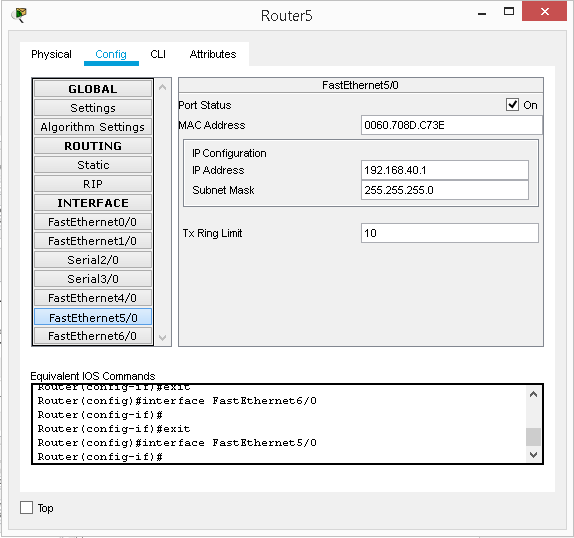 Router5
Physical Config CLI Attributes
GLOBAL
Settings
Algorithm Settings
ROUTING
Static
RIP
INTERFACE
FastEthernet0/0
FastEthernet1/0
Serial2/0
Serial3/0
FastEthernet4/0
FastEthernet5/0
FastEthernet6/0
FastEthernet5/0
Port Status On
MAC Address 0060.708D.C73E
IP Configuration
IP Address 192.168.40.1
Subnet Mask 255.255.255.0
Tx Ring Limit 10
Equivalent IOS Commands
Router(config-if)#exit
Router(config)#interface FastEthernet6/0
Router(config-if)#
Router(config-if)#exit
Router(config)#interface FastEthernet5/0
Router(config-if)#
Top